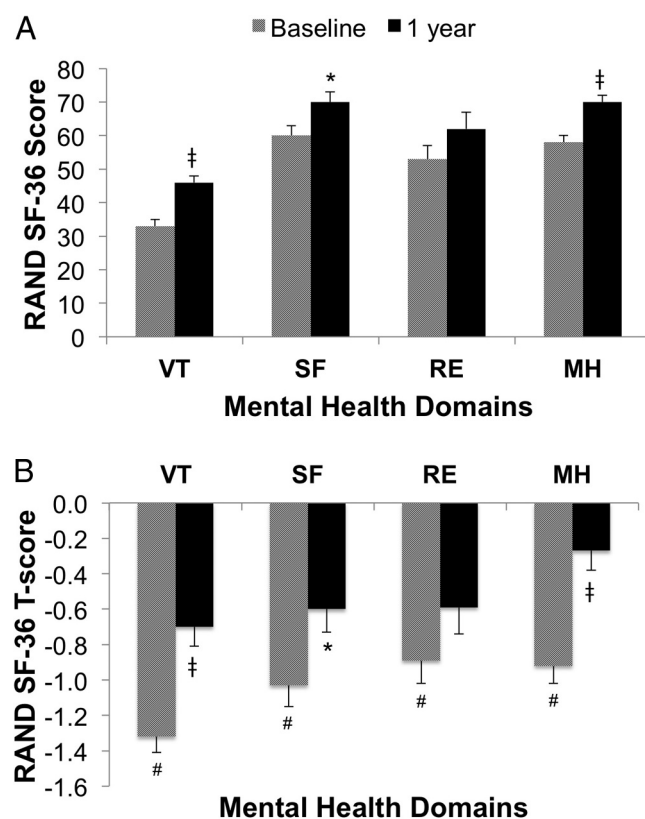 A
Baseline 1 year
RAND SF-36 Score
80
70
60
50
40
30
20
10
0
‡
*
‡
VT SF RE MH
Mental Health Domains
B
VT SF RE MH
RAND SF-36 T-score
0.0
-0.2
-0.4
-0.6
-0.8
-1.0
-1.2
-1.4
-1.6
# ‡ # * # # ‡
Mental Health Domains